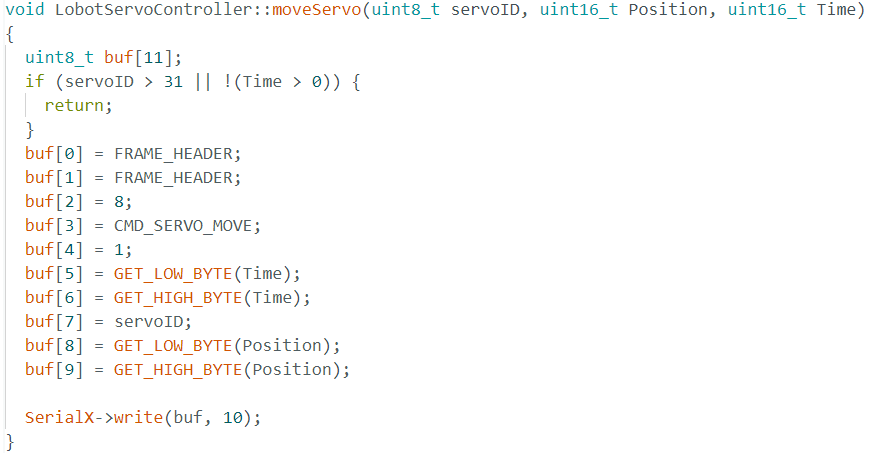 void LobotServoController::moveServo(uint8_t servoID, uint16_t Position, uint16_t Time)
{
  uint8_t buf[11];
  if (servoID > 31 || !(Time > 0)) {
    return;
  }
  buf[0] = FRAME_HEADER;
  buf[1] = FRAME_HEADER;
  buf[2] = 8;
  buf[3] = CMD_SERVO_MOVE;
  buf[4] = 1;
  buf[5] = GET_LOW_BYTE(Time);
  buf[6] = GET_HIGH_BYTE(Time);
  buf[7] = servoID;
  buf[8] = GET_LOW_BYTE(Position);
  buf[9] = GET_HIGH_BYTE(Position);

  SerialX->write(buf, 10);
}